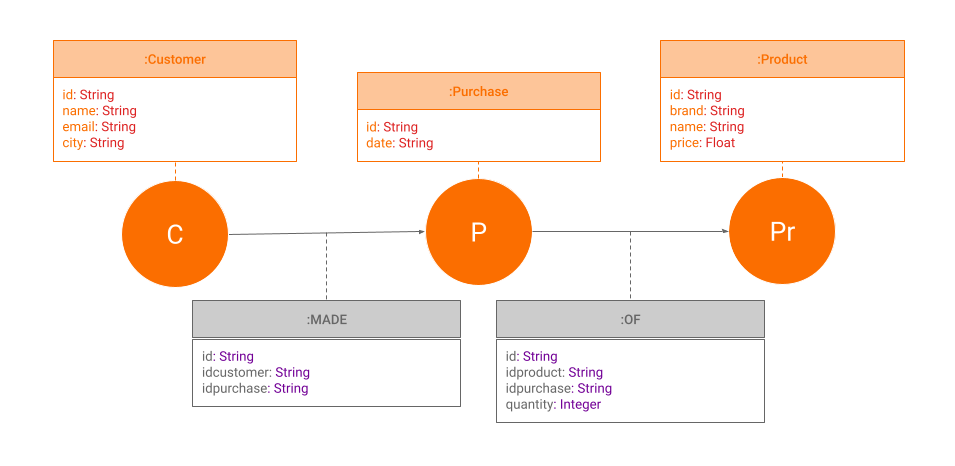 :Customer
id: String
name: String
email: String
city: String
:Purchase
id: String
date: String
:Product
id: String
brand: String
name: String
price: Float
C
P
Pr
:MADE
id: String
idcustomer: String
idpurchase: String
:OF
id: String
idproduct: String
idpurchase: String
quantity: Integer